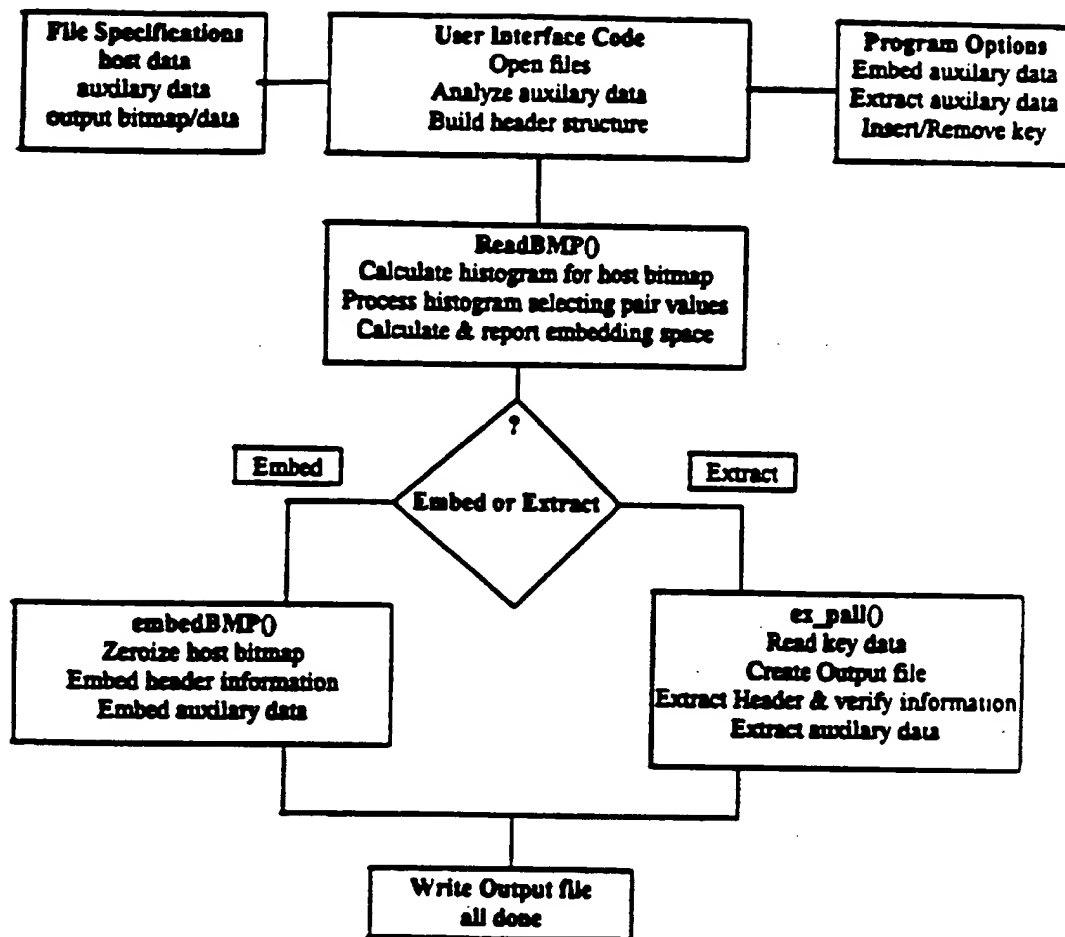 File Specifications
host data
auxilary data
output bitmap/data
User Interface Code
Open files
Analyze auxilary data
Build header structure
Program Options
Embed auxilary data
Extract auxilary data
Insert/Remove key
ReadBMP()
Calculate histogram for host bitmap
Process histogram selecting pair values
Calculate & report embedding space
?
Embed
Embed or Extract
Extract
embedBMP()
Zeroize host bitmap
Embed header information
Embed auxilary data
ex_pall()
Read key data
Create Output file
Extract Header & verify information
Extract auxilary data
Write Output file
all done